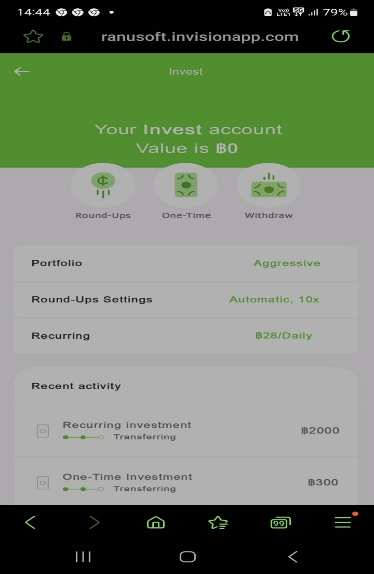 14:44
79%
ranusoft.invisionapp.com
Invest
Your Invest account
Value is ฿0
Round-Ups One-Time Withdraw
Portfolio Aggressive
Round-Ups Settings Automatic, 10x
Recurring ฿28/Daily
Recent activity
Recurring investment
฿2000
Transferring
One-Time Investment
฿300
Transferring
99